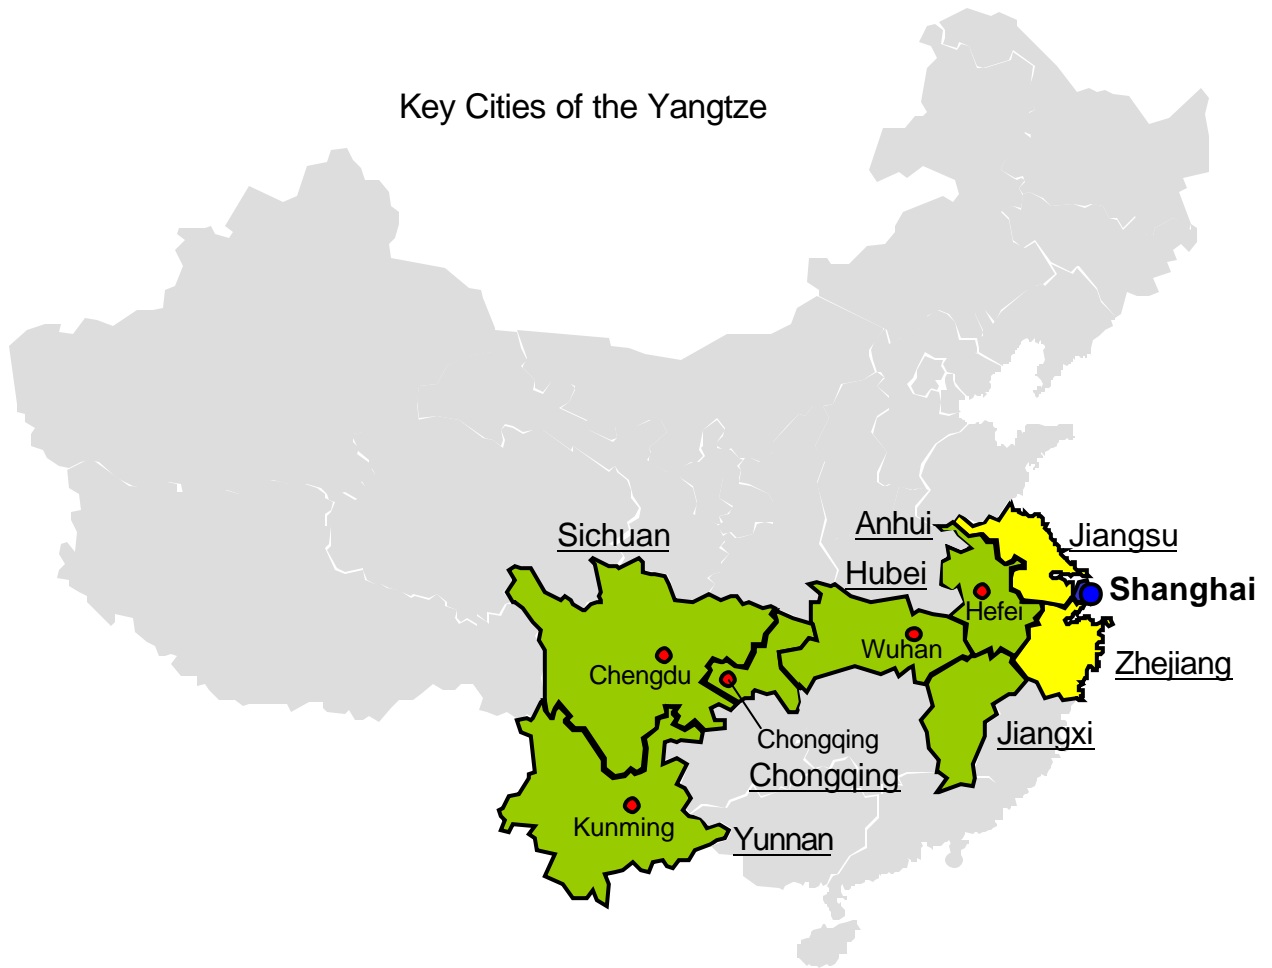 Key Cities of the Yangtze
Anhui
Sichuan
Jiangsu
Hubei
Shanghai
Hefei
Wuhan
Chengdu
Zhejiang
Chongqing
Jiangxi
Chongqing
Kunming
Yunnan